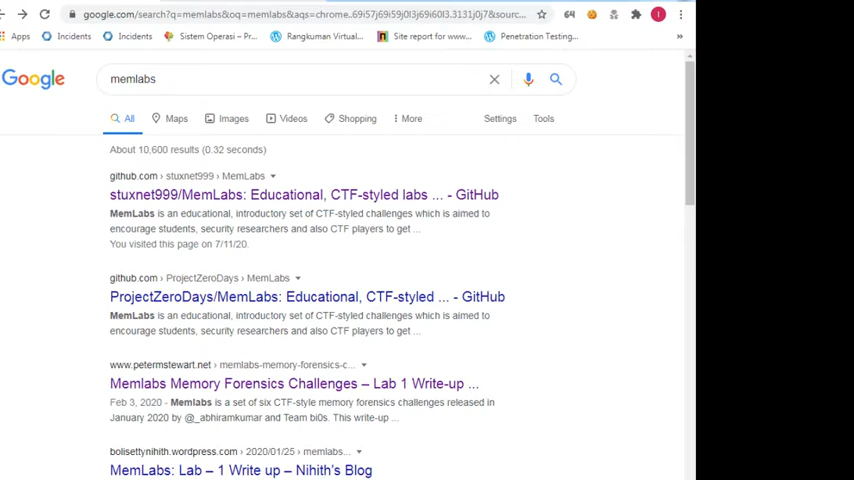 google.com/search?q=memlabs&oq=memlabs&aqs=chrome..69i57j69i59j0l3j69i60l3.3131j0j7&sourc...
Apps Incidents Incidents Sistem Operasi – Pr... Rangkuman Virtual... Site report for www... Penetration Testing... »
Google
memlabs
All Maps Images Videos Shopping More Settings Tools
About 10,600 results (0.32 seconds)
github.com › stuxnet999 › MemLabs
stuxnet999/MemLabs: Educational, CTF-styled labs ... - GitHub
MemLabs is an educational, introductory set of CTF-styled challenges which is aimed to
encourage students, security researchers and also CTF players to get ...
You visited this page on 7/11/20.
github.com › ProjectZeroDays › MemLabs
ProjectZeroDays/MemLabs: Educational, CTF-styled ... - GitHub
MemLabs is an educational, introductory set of CTF-styled challenges which is aimed to
encourage students, security researchers and also CTF players to get ...
www.petermstewart.net › memlabs-memory-forensics-c...
Memlabs Memory Forensics Challenges – Lab 1 Write-up ...
Feb 3, 2020 - Memlabs is a set of six CTF-style memory forensics challenges released in
January 2020 by @_abhiramkumar and Team bi0s. This write-up ...
bolisettynihith.wordpress.com › 2020/01/25 › memlabs...
MemLabs: Lab – 1 Write up – Nihith's Blog